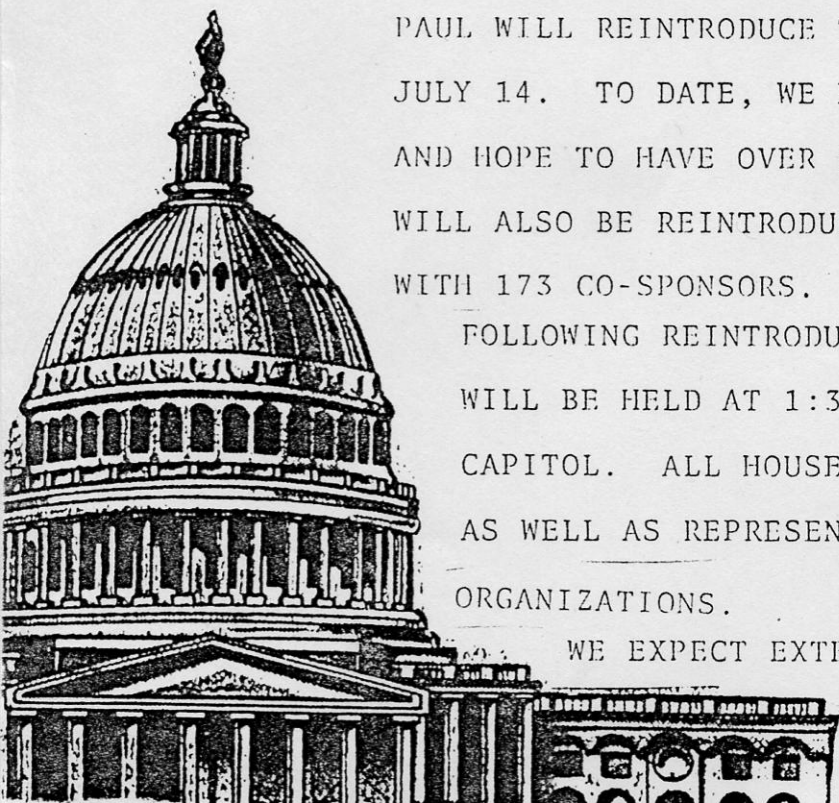 PAUL WILL REINTRODUCE
JULY 14. TO DATE, WE
AND HOPE TO HAVE OVER
WILL ALSO BE REINTRODU
WITH 173 CO-SPONSORS.
FOLLOWING REINTRODU
WILL BE HELD AT 1:3
CAPITOL. ALL HOUSE
AS WELL AS REPRESEN
ORGANIZATIONS.
WE EXPECT EXTE